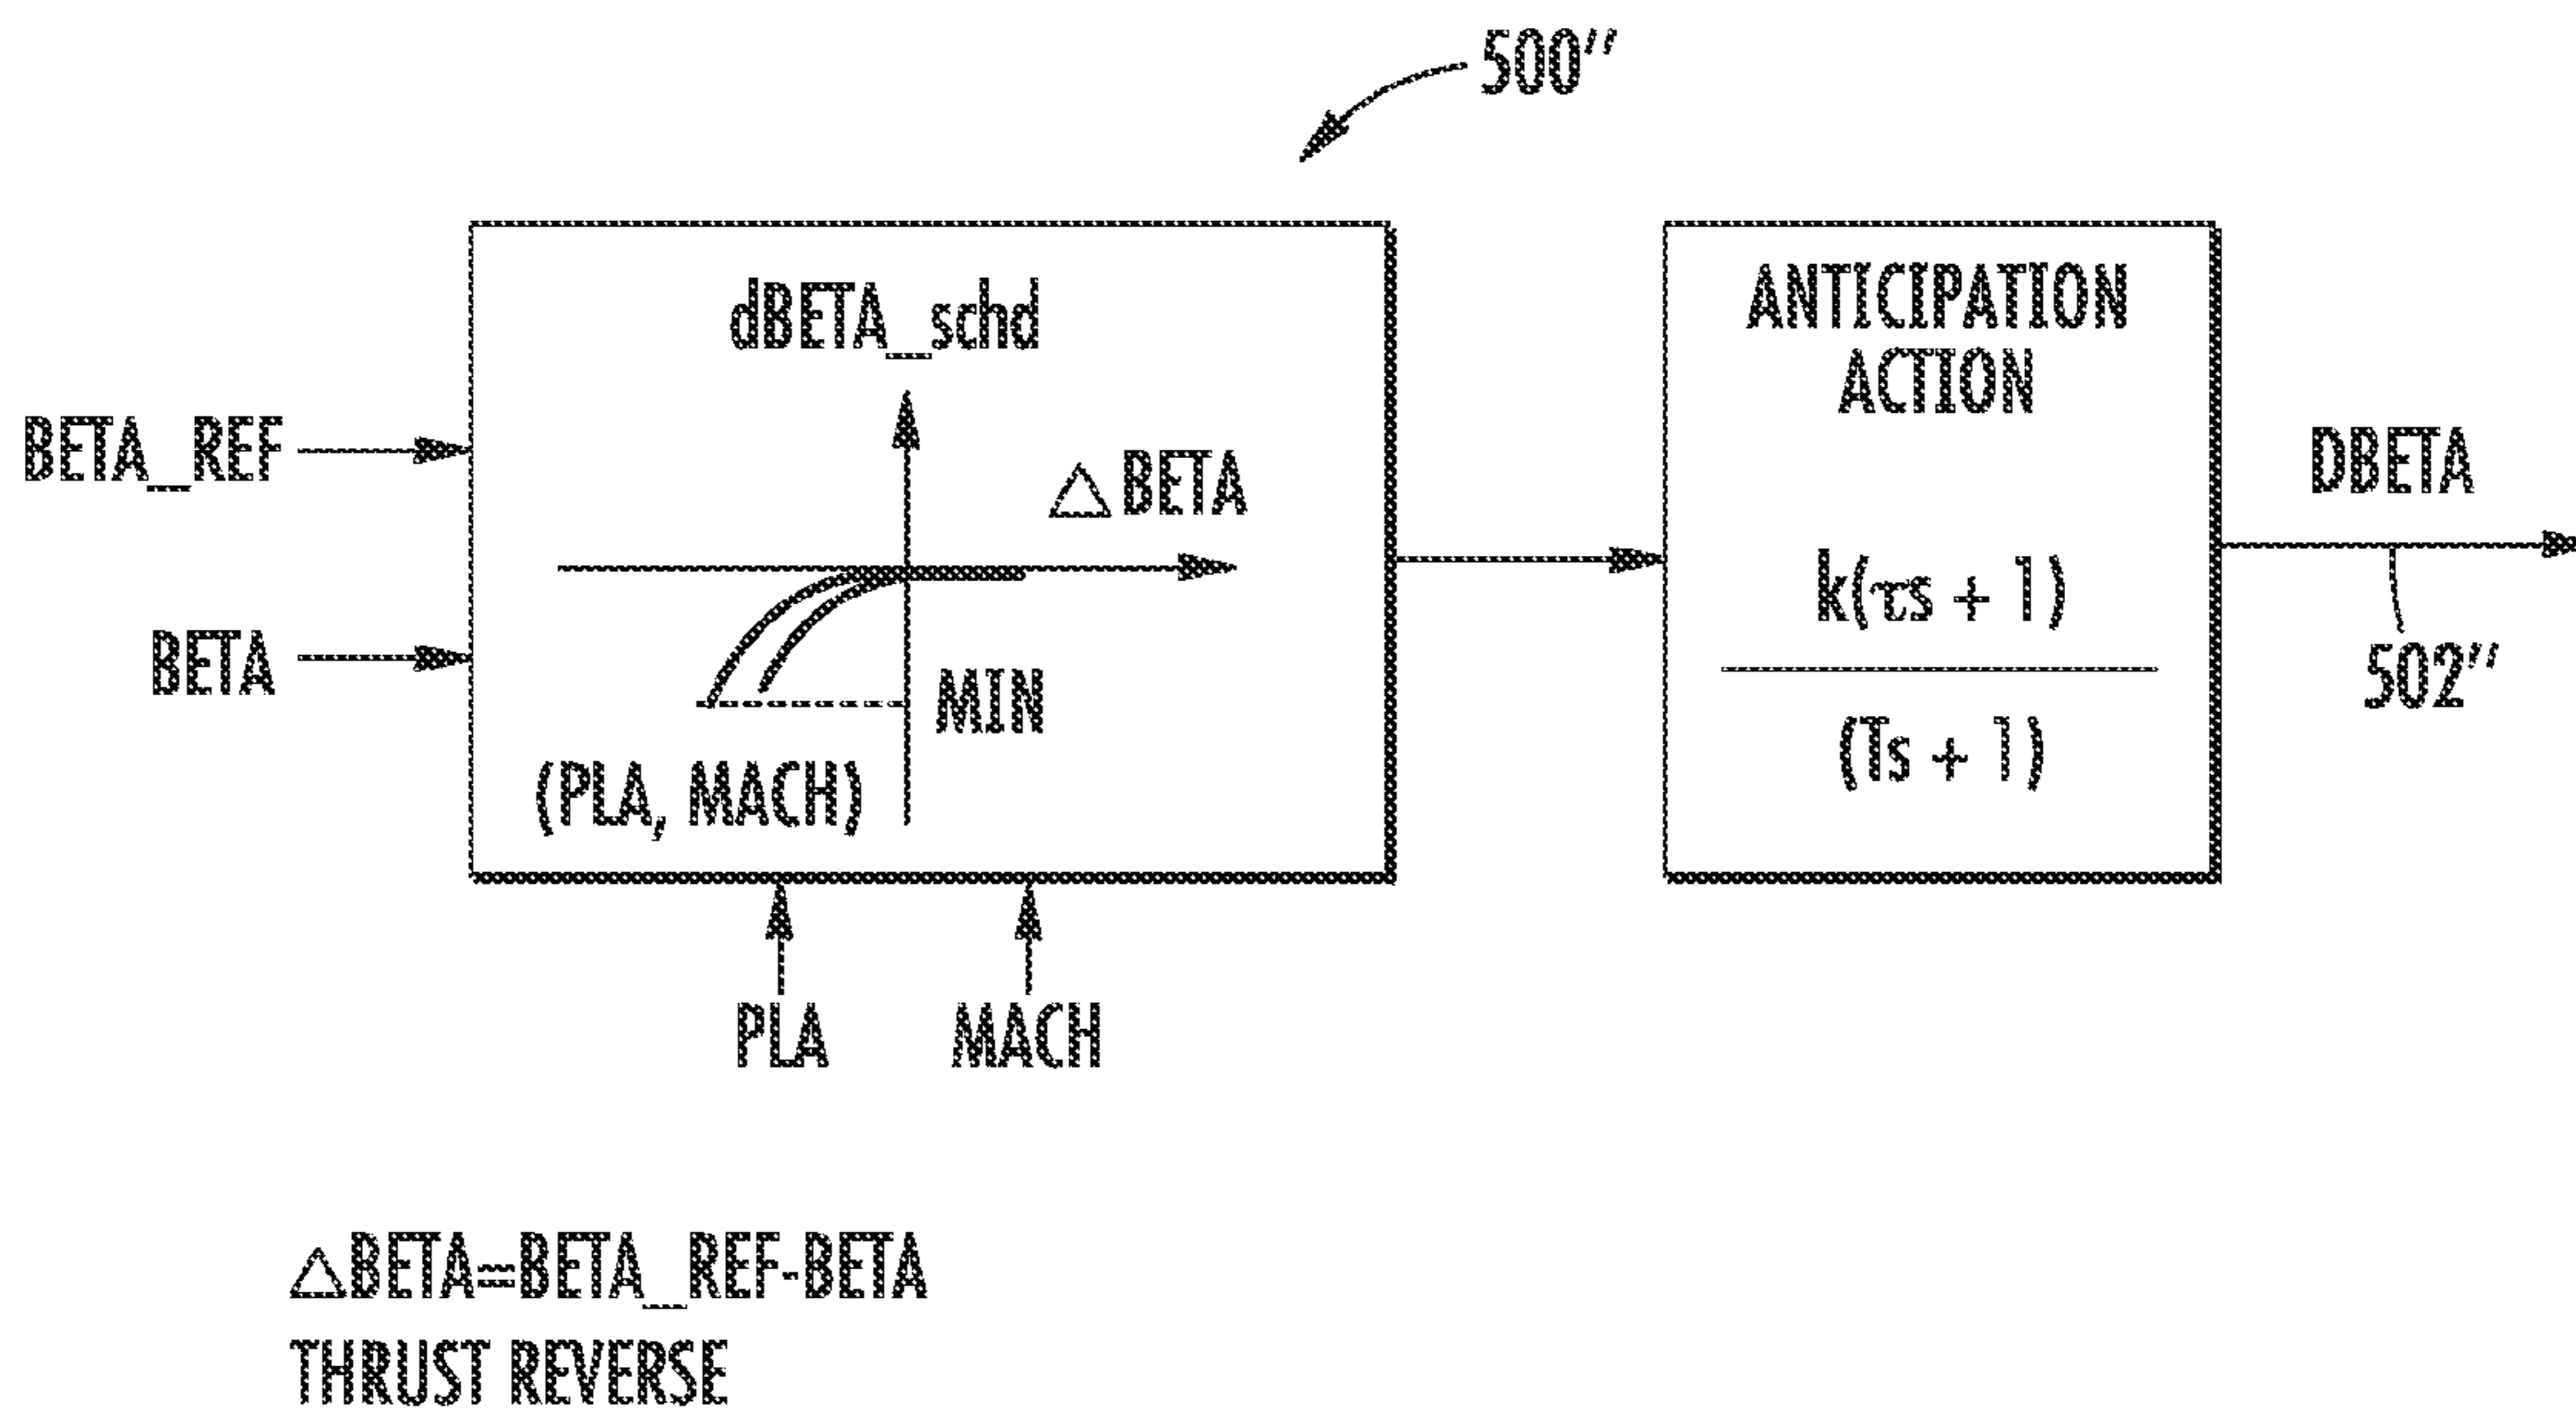 500''
dBETA_schd
ANTICIPATION
ACTION
BETA_REF
△BETA
DBETA
k(τs + 1)
BETA
MIN
502''
(Ts + 1)
(PLA, MACH)
PLA
MACH
△BETA=BETA_REF-BETA
THRUST REVERSE